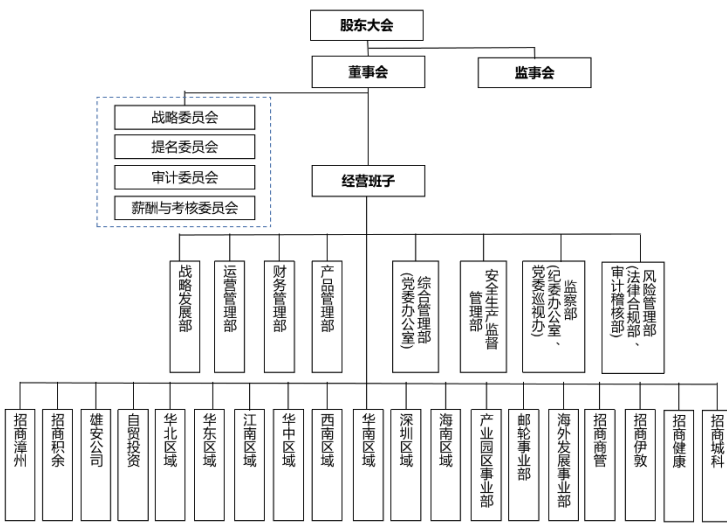 股东大会
董事会
监事会
战略委员会
提名委员会
审计委员会
薪酬与考核委员会
经营班子
战略发展部
运营管理部
财务管理部
产品管理部
综合管理部
(党委办公室)
安全生产监督
管理部
监察部
(纪委办公室、
党委巡视办)
风险管理部
(法律合规部、
审计稽核部)
招商漳州
招商积余
雄安公司
自贸投资
华北区域
华东区域
江南区域
华中区域
西南区域
华南区域
深圳区域
海南区域
产业园区事业部
邮轮事业部
海外发展事业部
招商商管
招商伊敦
招商健康
招商城科